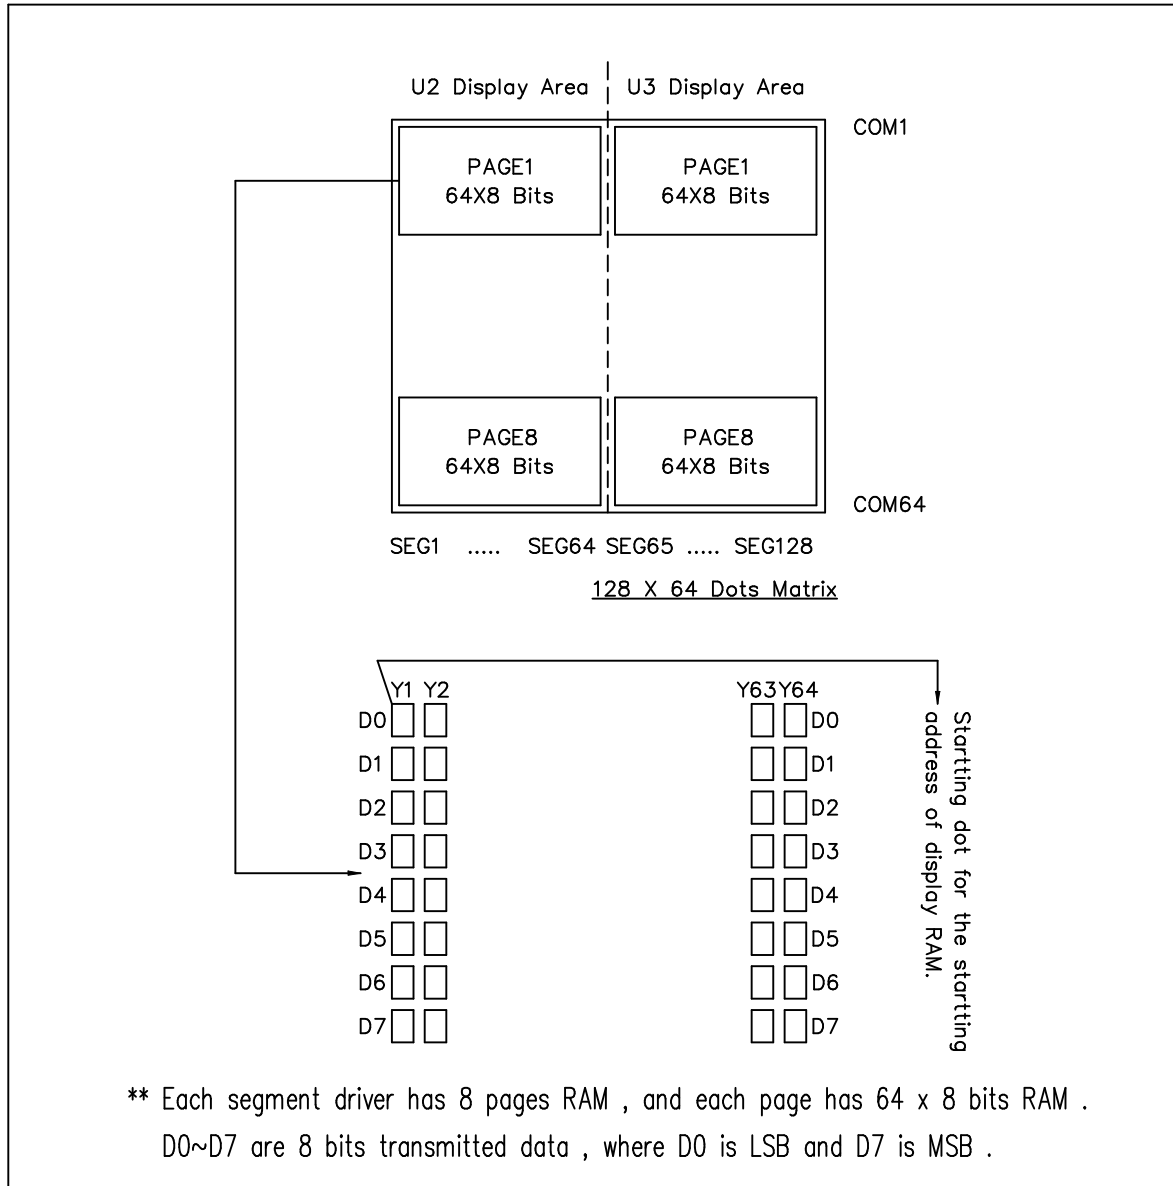 U2 Display Area U3 Display Area
COM1
PAGE1 PAGE1
64X8 Bits 64X8 Bits
PAGE8 PAGE8
64X8 Bits 64X8 Bits
COM64
SEG1 ..... SEG64 SEG65 ..... SEG128
128 X 64 Dots Matrix
Y1 Y2 Y63 Y64
D0 D0
D1 D1
D2 D2
D3 D3
D4 D4
D5 D5
D6 D6
D7 D7
Startting dot for the startting
address of display RAM.
** Each segment driver has 8 pages RAM , and each page has 64 x 8 bits RAM .
D0~D7 are 8 bits transmitted data , where D0 is LSB and D7 is MSB .